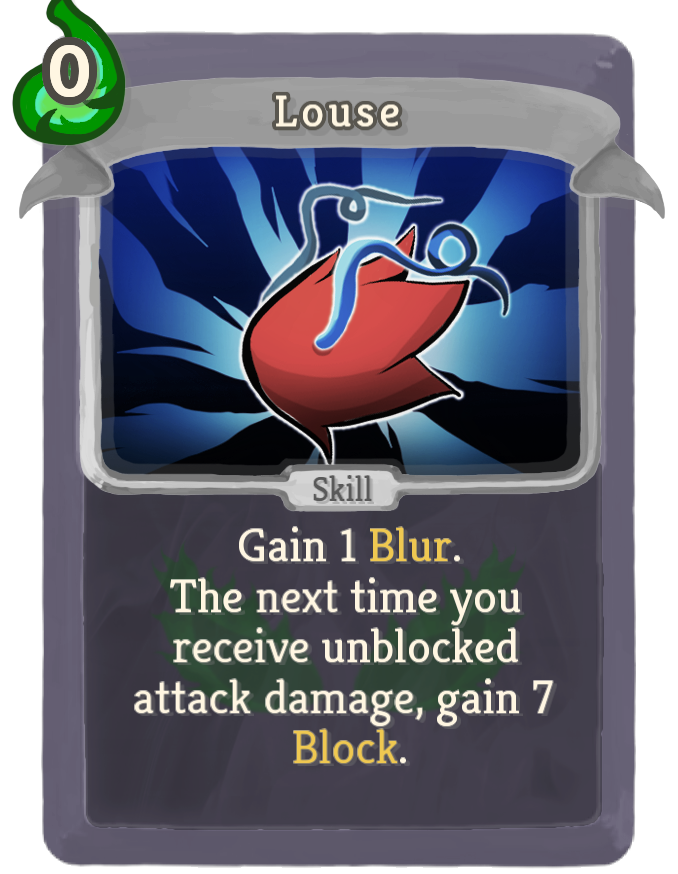 0
Louse
Skill
Gain 1 Blur.
The next time you
receive unblocked
attack damage, gain 7
Block.